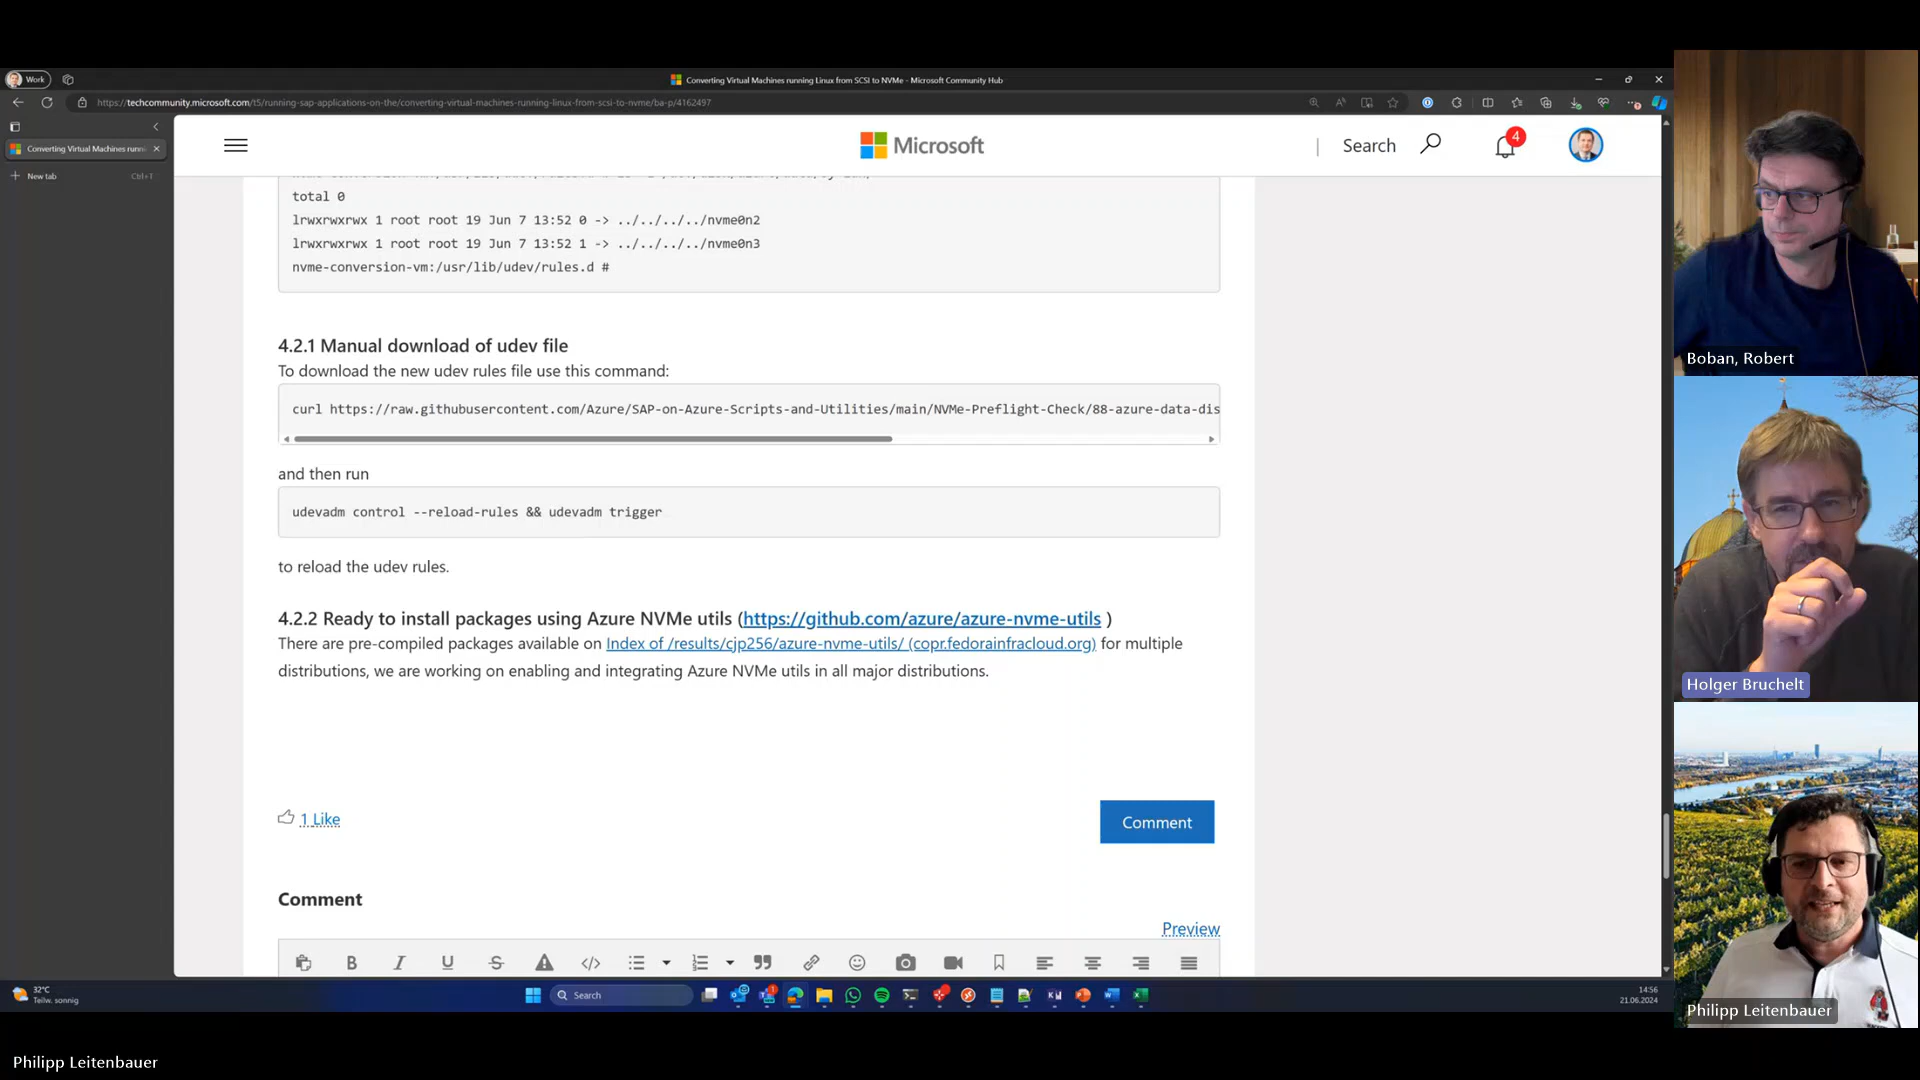 Work
Converting Virtual Machines running Linux from SCSI to NVMe - Microsoft Community Hub
https://techcommunity.microsoft.com/t5/running-sap-applications-on-the/converting-virtual-machines-running-linux-from-scsi-to-nvme/ba-p/4162497
Converting Virtual Machines runni
New tab
Ctrl+T
Microsoft
Search
4
total 0
lrwxrwxrwx 1 root root 19 Jun 7 13:52 0 -> ../../../../nvme0n2
lrwxrwxrwx 1 root root 19 Jun 7 13:52 1 -> ../../../../nvme0n3
nvme-conversion-vm:/usr/lib/udev/rules.d #
4.2.1 Manual download of udev file
To download the new udev rules file use this command:
curl https://raw.githubusercontent.com/Azure/SAP-on-Azure-Scripts-and-Utilities/main/NVMe-Preflight-Check/88-azure-data-dis
and then run
udevadm control --reload-rules && udevadm trigger
to reload the udev rules.
4.2.2 Ready to install packages using Azure NVMe utils (https://github.com/azure/azure-nvme-utils )
There are pre-compiled packages available on Index of /results/cjp256/azure-nvme-utils/ (copr.fedorainfracloud.org) for multiple
distributions, we are working on enabling and integrating Azure NVMe utils in all major distributions.
1 Like
Comment
Comment
Preview
32°C
Teilw. sonnig
Search
14:56
21.06.2024
Boban, Robert
Holger Bruchelt
Philipp Leitenbauer
Philipp Leitenbauer